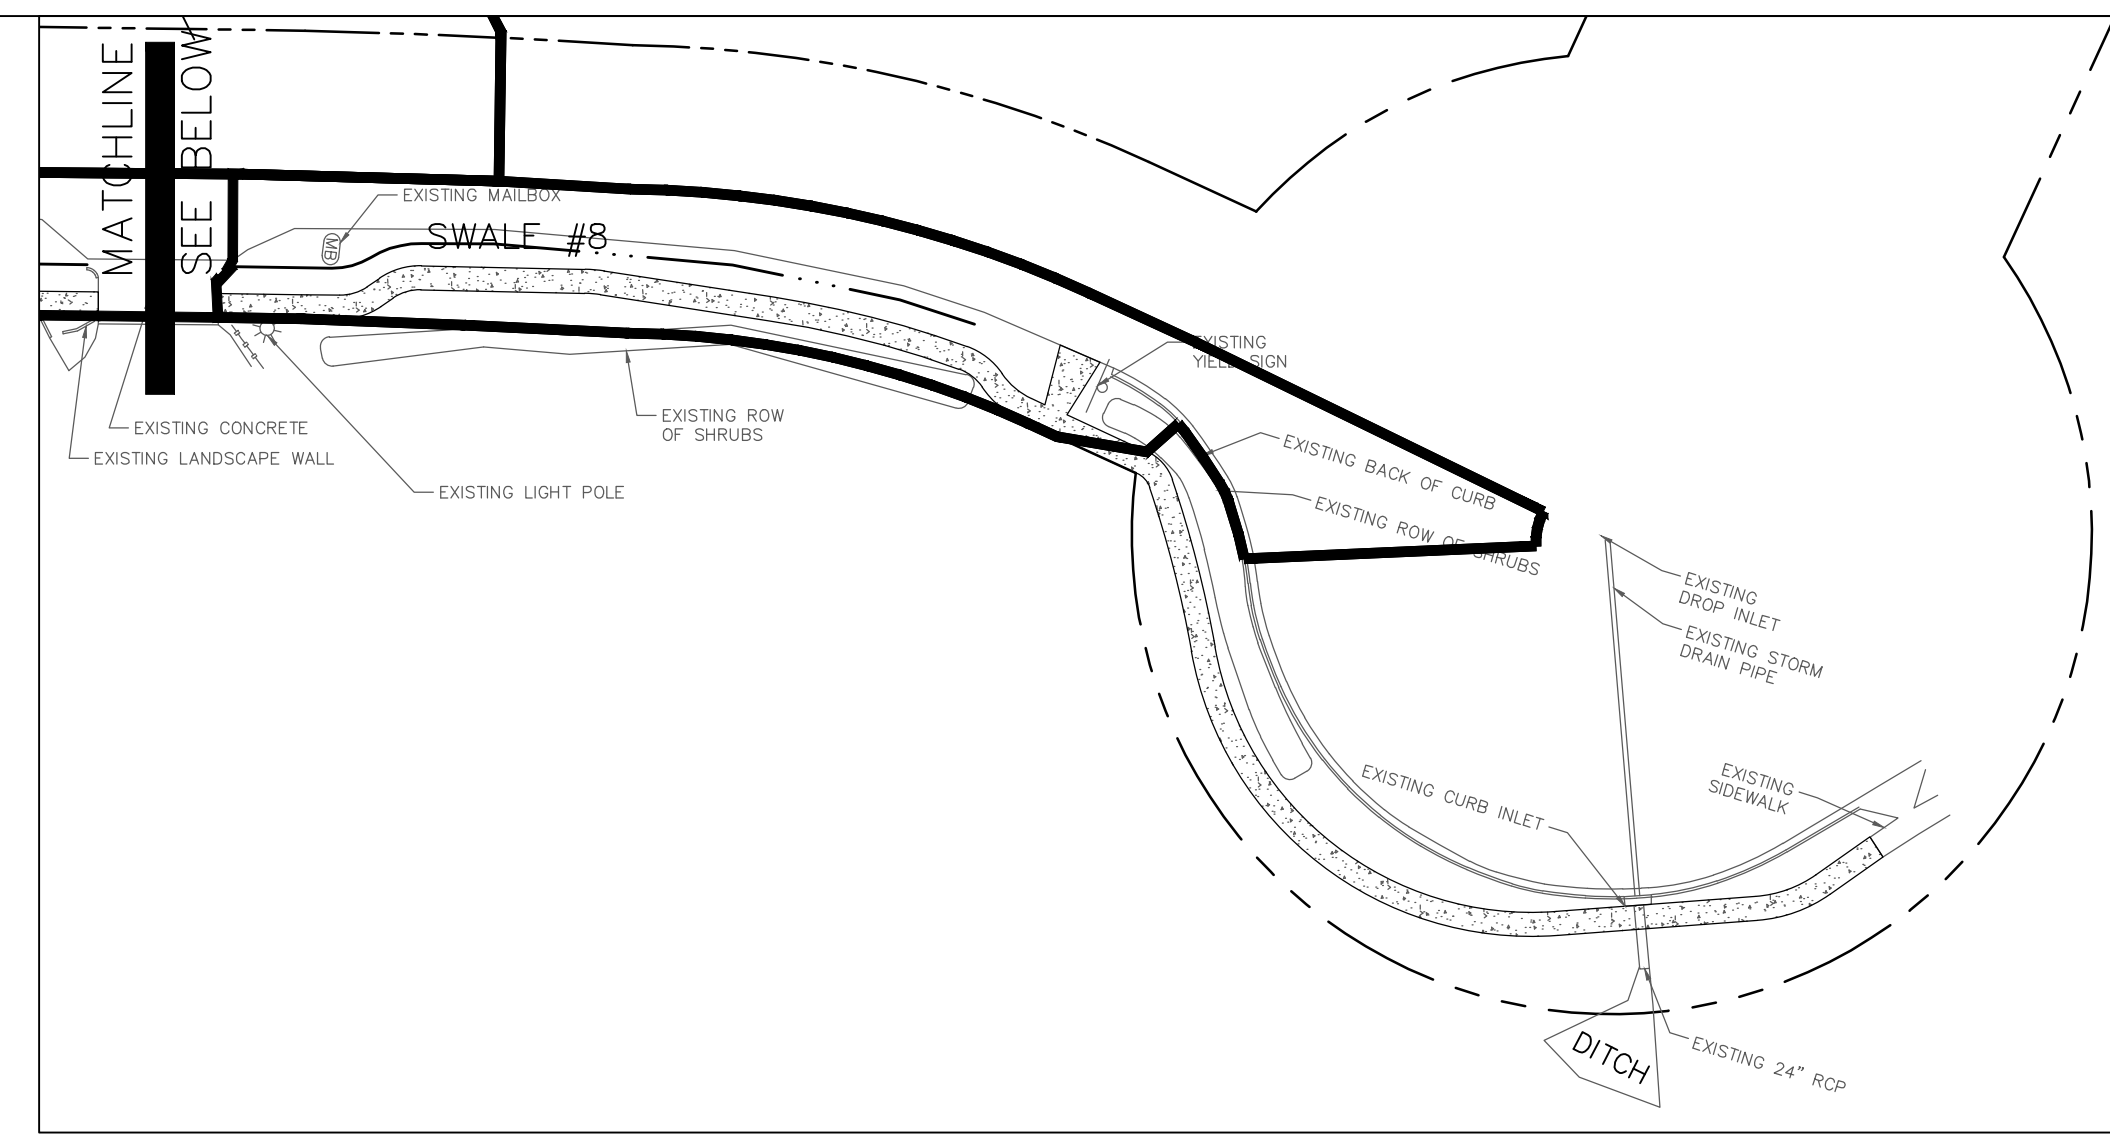 MATCHLINE
SEE BELOW
EXISTING MAILBOX
SWALE #8
MB
EXISTING
YIELD SIGN
EXISTING ROW
OF SHRUBS
EXISTING CONCRETE
EXISTING LANDSCAPE WALL
EXISTING LIGHT POLE
EXISTING BACK OF CURB
EXISTING ROW OF SHRUBS
EXISTING
DROP INLET
EXISTING STORM
DRAIN PIPE
EXISTING CURB INLET
EXISTING
SIDEWALK
DITCH
EXISTING 24" RCP